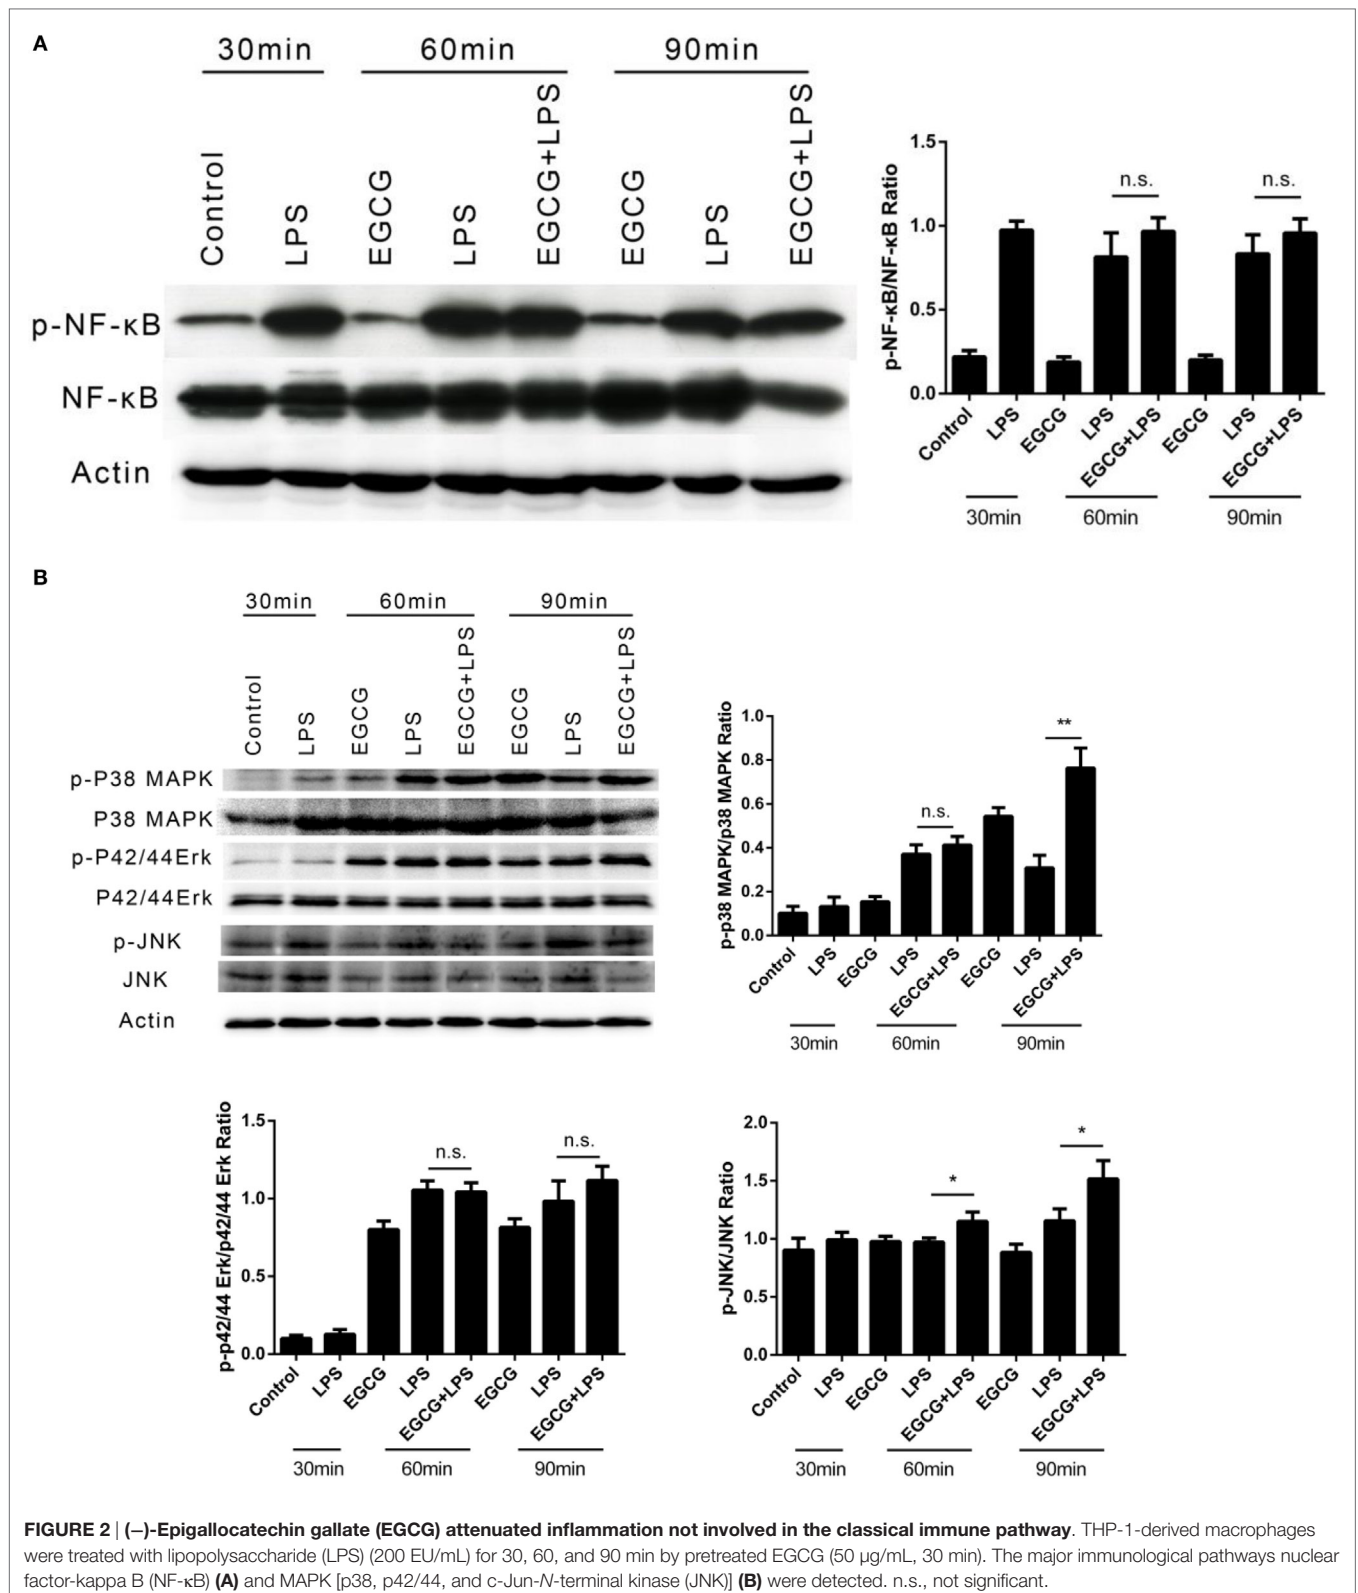 A
30min 60min 90min
Control LPS EGCG LPS EGCG+LPS EGCG LPS EGCG+LPS
p-NF-κB
NF-κB
Actin
p-NF-κB/NF-κB Ratio
1.5
1.0
0.5
0.0
n.s. n.s.
Control LPS EGCG LPS EGCG+LPS EGCG LPS EGCG+LPS
30min 60min 90min
B
30min 60min 90min
Control LPS EGCG LPS EGCG+LPS EGCG LPS EGCG+LPS
p-P38 MAPK
P38 MAPK
p-P42/44Erk
P42/44Erk
p-JNK
JNK
Actin
p-p38 MAPK/p38 MAPK Ratio
1.0
0.8
0.6
0.4
0.2
0.0
n.s. **
Control LPS EGCG LPS EGCG+LPS EGCG LPS EGCG+LPS
30min 60min 90min
p-p42/44 Erk/p42/44 Erk Ratio
1.5
1.0
0.5
0.0
n.s. n.s.
Control LPS EGCG LPS EGCG+LPS EGCG LPS EGCG+LPS
30min 60min 90min
p-JNK/JNK Ratio
2.0
1.5
1.0
0.5
0.0
* *
Control LPS EGCG LPS EGCG+LPS EGCG LPS EGCG+LPS
30min 60min 90min
FIGURE 2 | (−)-Epigallocatechin gallate (EGCG) attenuated inflammation not involved in the classical immune pathway. THP-1-derived macrophages
were treated with lipopolysaccharide (LPS) (200 EU/mL) for 30, 60, and 90 min by pretreated EGCG (50 μg/mL, 30 min). The major immunological pathways nuclear
factor-kappa B (NF-κB) (A) and MAPK [p38, p42/44, and c-Jun-N-terminal kinase (JNK)] (B) were detected. n.s., not significant.